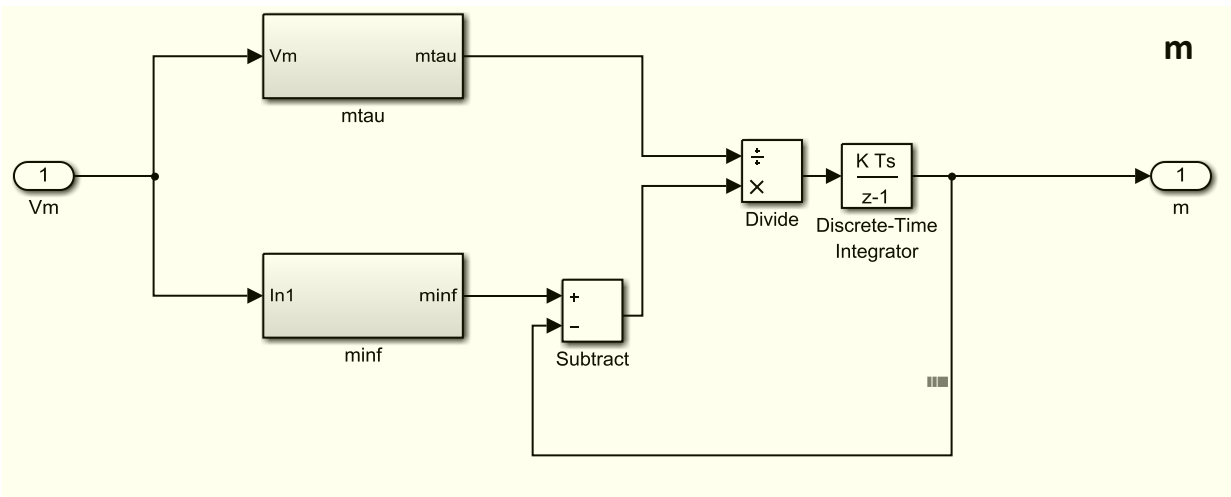 m
Vm
mtau
mtau
1
Vm
÷
×
Divide
K Ts
z-1
Discrete-Time
Integrator
1
m
In1
minf
minf
+
−
Subtract